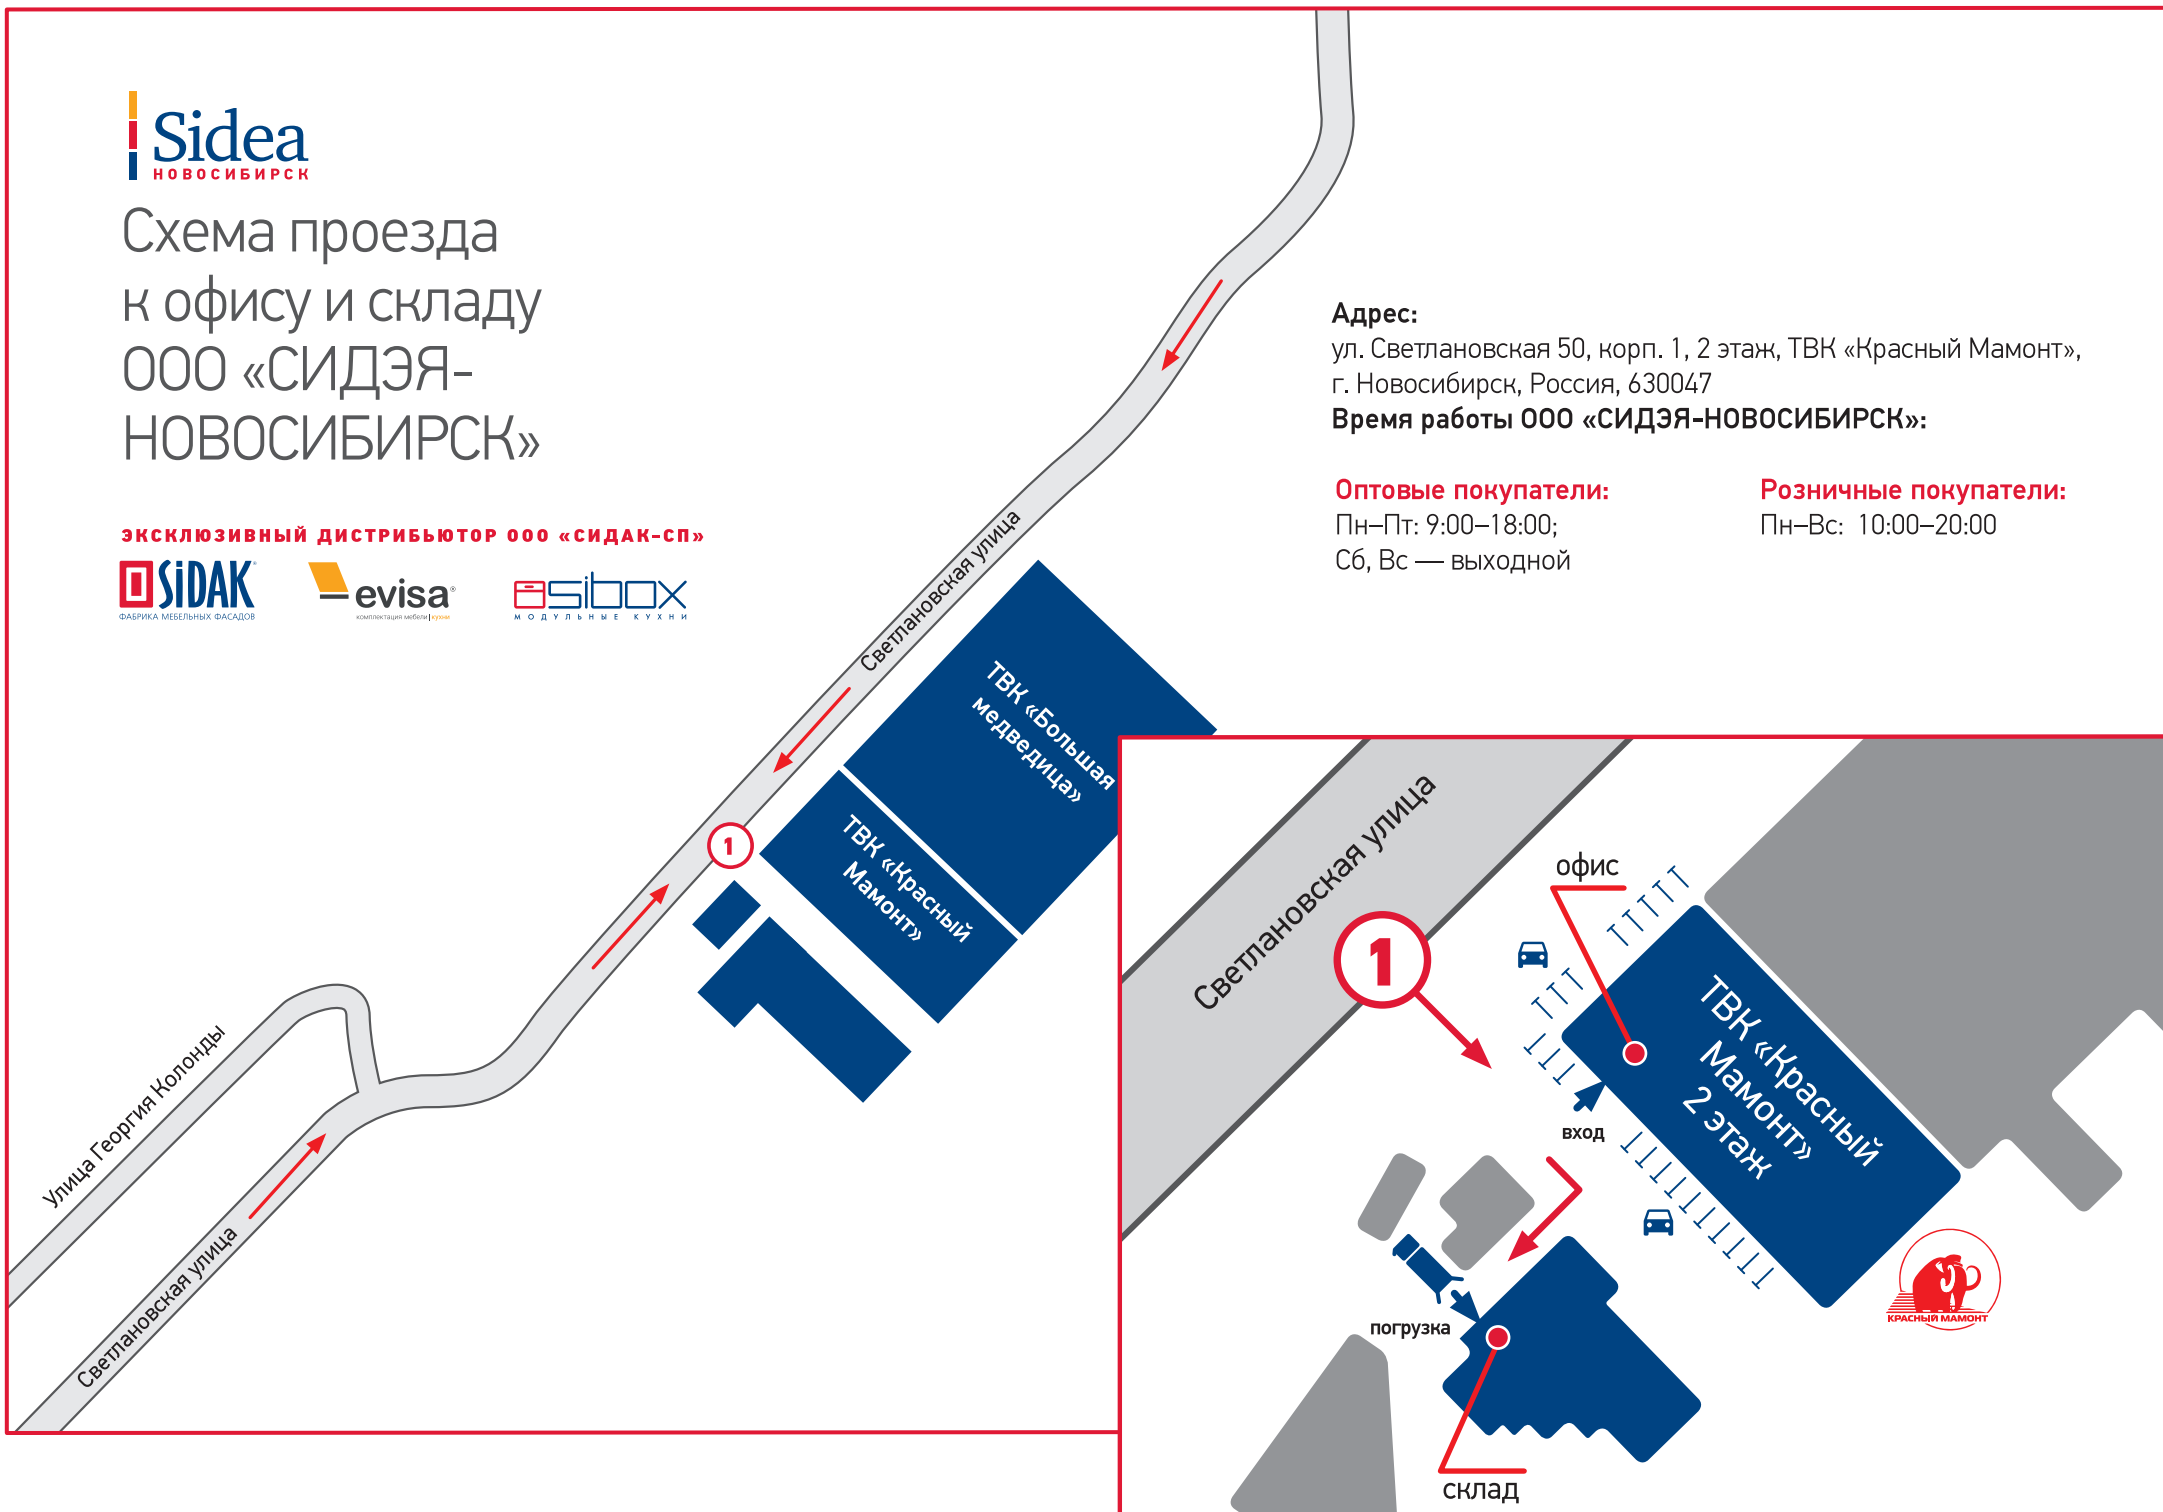 Sidea
НОВОСИБИРСК
Схема проезда
к офису и складу
ООО «СИДЭЯ-
НОВОСИБИРСК»
ЭКСКЛЮЗИВНЫЙ ДИСТРИБЬЮТОР ООО «СИДАК-СП»
SiDAK®
ФАБРИКА МЕБЕЛЬНЫХ ФАСАДОВ
evisa®
комплектация мебели|кухни
sibox
МОДУЛЬНЫЕ КУХНИ
Адрес:
ул. Светлановская 50, корп. 1, 2 этаж, ТВК «Красный Мамонт»,
г. Новосибирск, Россия, 630047
Время работы ООО «СИДЭЯ-НОВОСИБИРСК»:
Оптовые покупатели:
Пн–Пт: 9:00–18:00;
Сб, Вс — выходной
Розничные покупатели:
Пн–Вс: 10:00–20:00
Светлановская улица
ТВК «Большая
медведица»
1
ТВК «Красный
Мамонт»
Улица Георгия Колонды
Светлановская улица
Светлановская улица
офис
1
ТВК «Красный
Мамонт»
2 этаж
вход
погрузка
КРАСНЫЙ МАМОНТ
склад